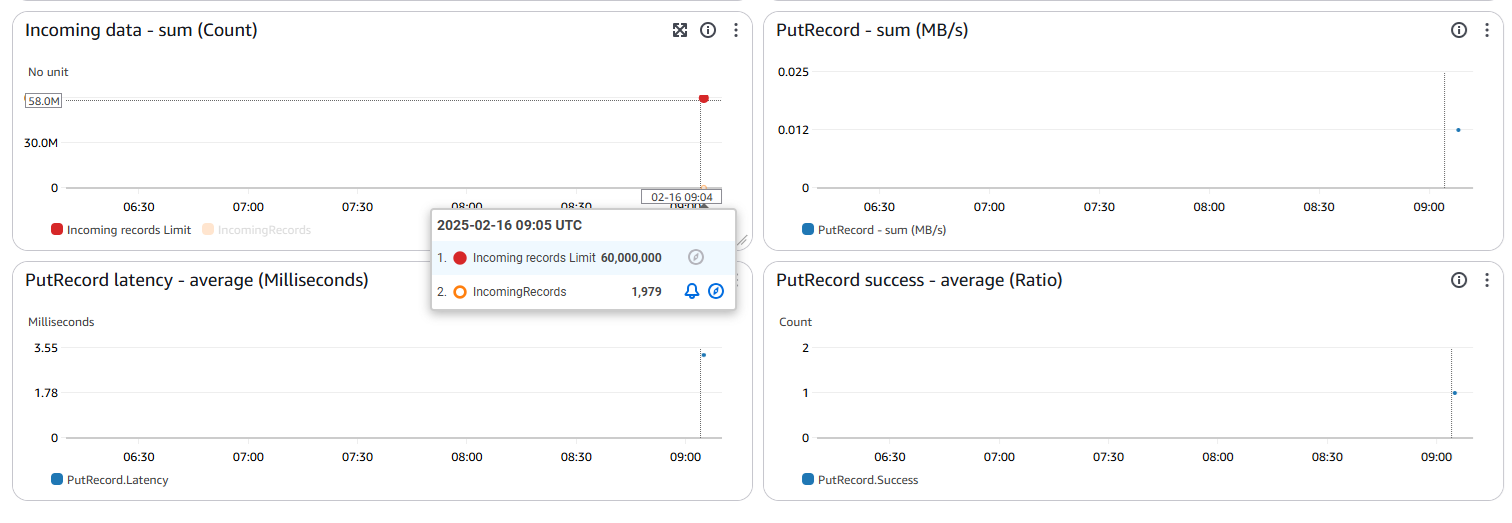 Incoming data - sum (Count)
No unit
58.0M
30.0M
0
02-16 09:04
06:30 07:00 07:30 08:00 08:30 09:00
Incoming records Limit IncomingRecords
2025-02-16 09:05 UTC
1. Incoming records Limit 60,000,000
2. IncomingRecords 1,979
PutRecord - sum (MB/s)
0.025
0.012
0
06:30 07:00 07:30 08:00 08:30 09:00
PutRecord - sum (MB/s)
PutRecord latency - average (Milliseconds)
Milliseconds
3.55
1.78
0
06:30 07:00 07:30 08:00 08:30 09:00
PutRecord.Latency
PutRecord success - average (Ratio)
Count
2
1
0
06:30 07:00 07:30 08:00 08:30 09:00
PutRecord.Success